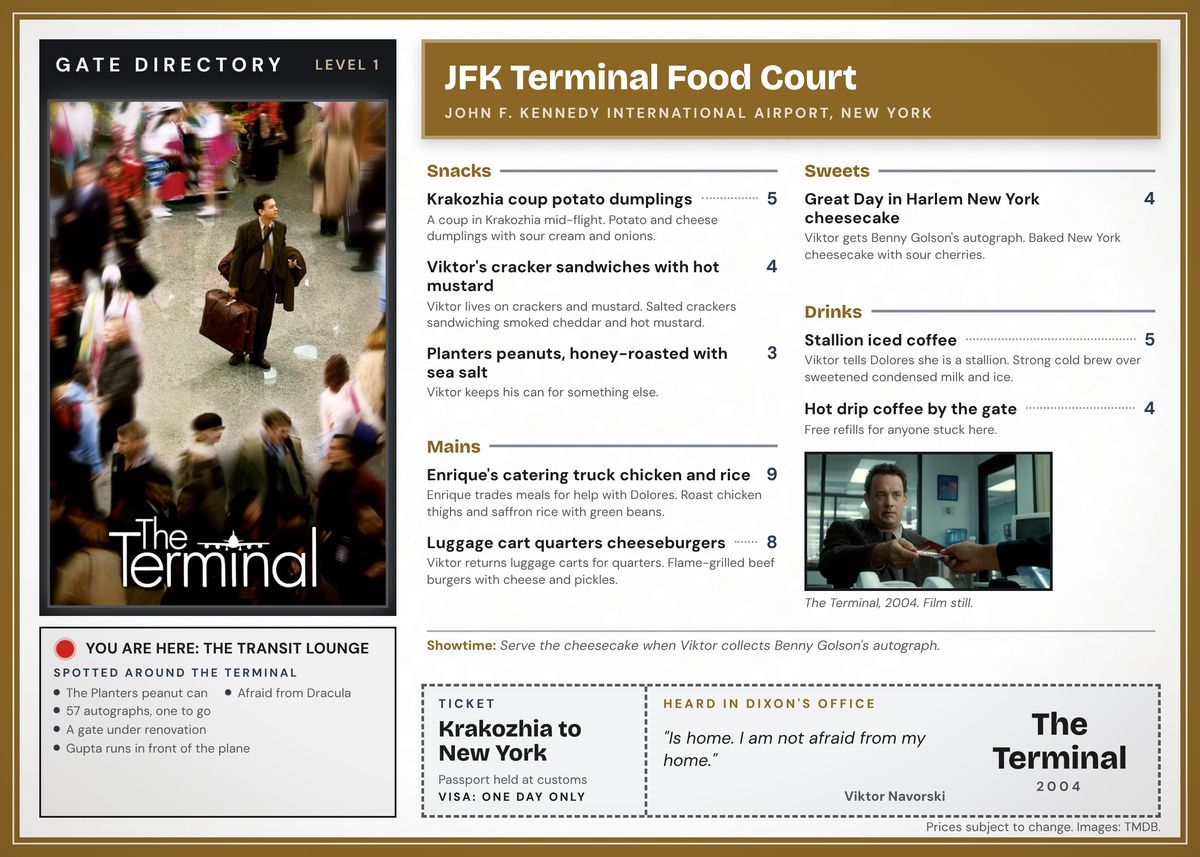 GATE DIRECTORY
LEVEL 1
The
Terminal
YOU ARE HERE: THE TRANSIT LOUNGE
SPOTTED AROUND THE TERMINAL
The Planters peanut can
Afraid from Dracula
57 autographs, one to go
A gate under renovation
Gupta runs in front of the plane
JFK Terminal Food Court
JOHN F. KENNEDY INTERNATIONAL AIRPORT, NEW YORK
Snacks
Krakozhia coup potato dumplings 5
A coup in Krakozhia mid-flight. Potato and cheese
dumplings with sour cream and onions.
Viktor's cracker sandwiches with hot 4
mustard
Viktor lives on crackers and mustard. Salted crackers
sandwiching smoked cheddar and hot mustard.
Planters peanuts, honey-roasted with 3
sea salt
Viktor keeps his can for something else.
Mains
Enrique's catering truck chicken and rice 9
Enrique trades meals for help with Dolores. Roast chicken
thighs and saffron rice with green beans.
Luggage cart quarters cheeseburgers 8
Viktor returns luggage carts for quarters. Flame-grilled beef
burgers with cheese and pickles.
Sweets
Great Day in Harlem New York 4
cheesecake
Viktor gets Benny Golson's autograph. Baked New York
cheesecake with sour cherries.
Drinks
Stallion iced coffee 5
Viktor tells Dolores she is a stallion. Strong cold brew over
sweetened condensed milk and ice.
Hot drip coffee by the gate 4
Free refills for anyone stuck here.
The Terminal, 2004. Film still.
Showtime: Serve the cheesecake when Viktor collects Benny Golson's autograph.
TICKET
Krakozhia to
New York
Passport held at customs
VISA: ONE DAY ONLY
HEARD IN DIXON'S OFFICE
"Is home. I am not afraid from my
home."
Viktor Navorski
The
Terminal
2004
Prices subject to change. Images: TMDB.